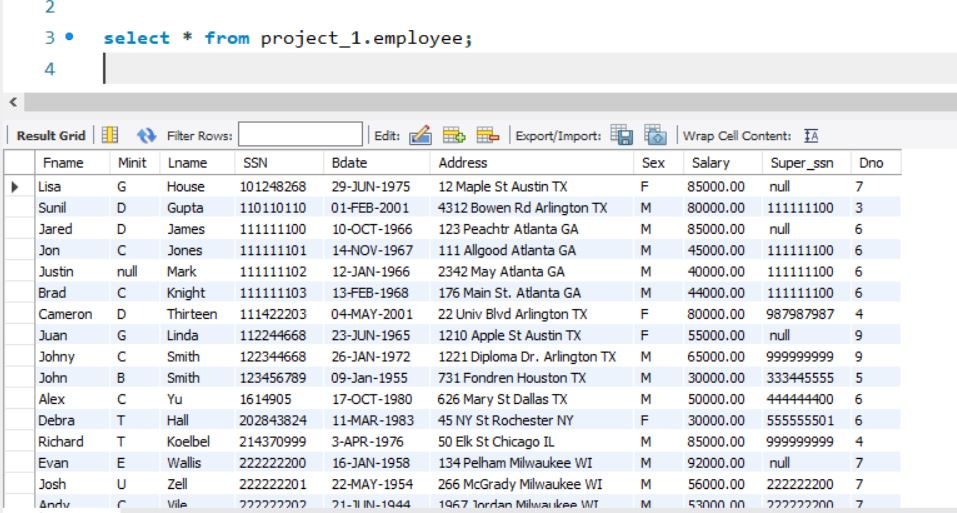 2
3 select * from project_1.employee;
4
Result Grid Filter Rows: Edit: Export/Import: Wrap Cell Content: IA
Fname Minit Lname SSN Bdate Address Sex Salary Super_ssn Dno
Lisa G House 101248268 29-JUN-1975 12 Maple St Austin TX F 85000.00 null 7
Sunil D Gupta 110110110 01-FEB-2001 4312 Bowen Rd Arlington TX M 80000.00 111111100 3
Jared D James 111111100 10-OCT-1966 123 Peachtr Atlanta GA M 85000.00 null 6
Jon C Jones 111111101 14-NOV-1967 111 Allgood Atlanta GA M 45000.00 111111100 6
Justin null Mark 111111102 12-JAN-1966 2342 May Atlanta GA M 40000.00 111111100 6
Brad C Knight 111111103 13-FEB-1968 176 Main St. Atlanta GA M 44000.00 111111100 6
Cameron D Thirteen 111422203 04-MAY-2001 22 Univ Blvd Arlington TX F 80000.00 987987987 4
Juan G Linda 112244668 23-JUN-1965 1210 Apple St Austin TX F 55000.00 null 9
Johny C Smith 122344668 26-JAN-1972 1221 Diploma Dr. Arlington TX M 65000.00 999999999 9
John B Smith 123456789 09-Jan-1955 731 Fondren Houston TX M 30000.00 333445555 5
Alex C Yu 1614905 17-OCT-1980 626 Mary St Dallas TX M 50000.00 444444400 6
Debra T Hall 202843824 11-MAR-1983 45 NY St Rochester NY F 30000.00 555555501 6
Richard T Koelbel 214370999 3-APR-1976 50 Elk St Chicago IL M 85000.00 999999999 4
Evan E Wallis 222222200 16-JAN-1958 134 Pelham Milwaukee WI M 92000.00 null 7
Josh U Zell 222222201 22-MAY-1954 266 McGrady Milwaukee WI M 56000.00 222222200 7
Andy C Vile 222222202 21-JUN-1944 1967 Jordan Milwaukee WI M 53000.00 222222200 7